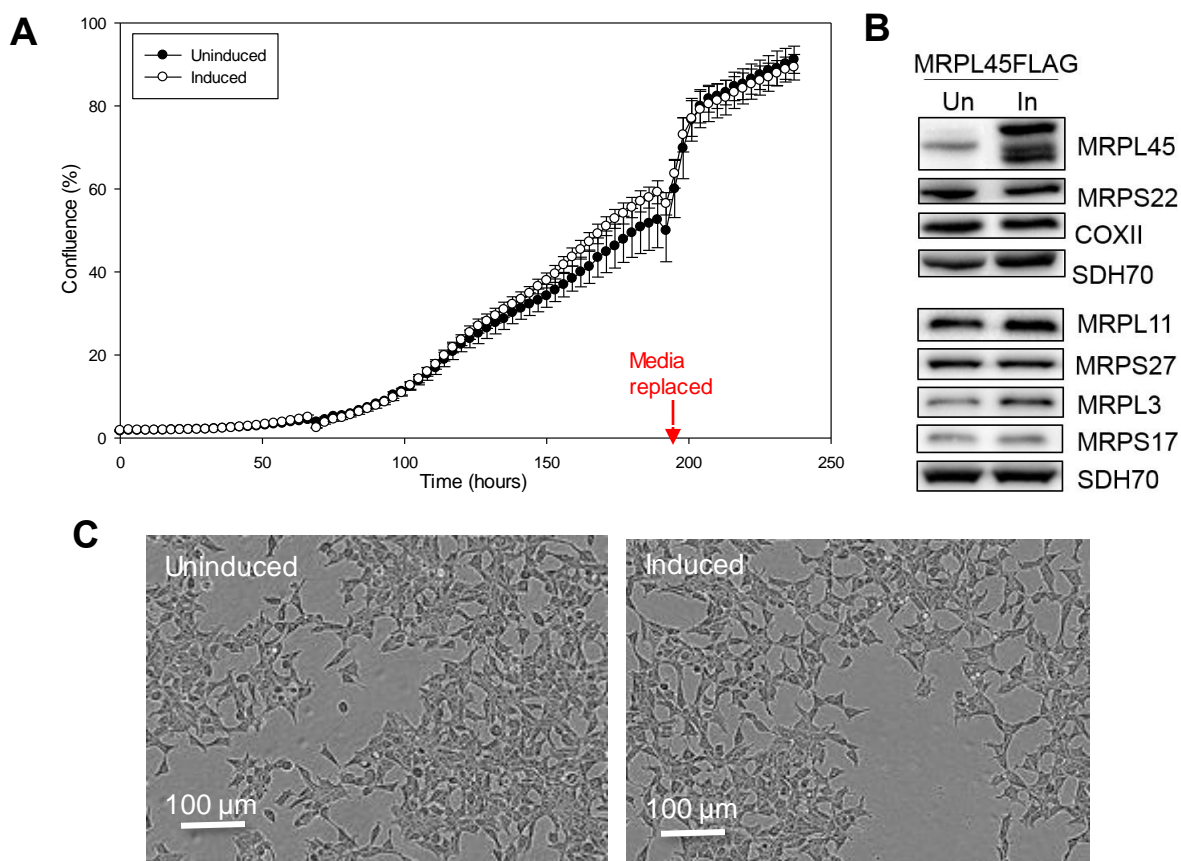 A
100
80
60
40
20
0
Confluence (%)
Uninduced
Induced
Media
replaced
0
50
100
150
200
250
Time (hours)
B
MRPL45FLAG
Un In
MRPL45
MRPS22
COXII
SDH70
MRPL11
MRPS27
MRPL3
MRPS17
SDH70
C
Uninduced
100 µm
Induced
100 µm